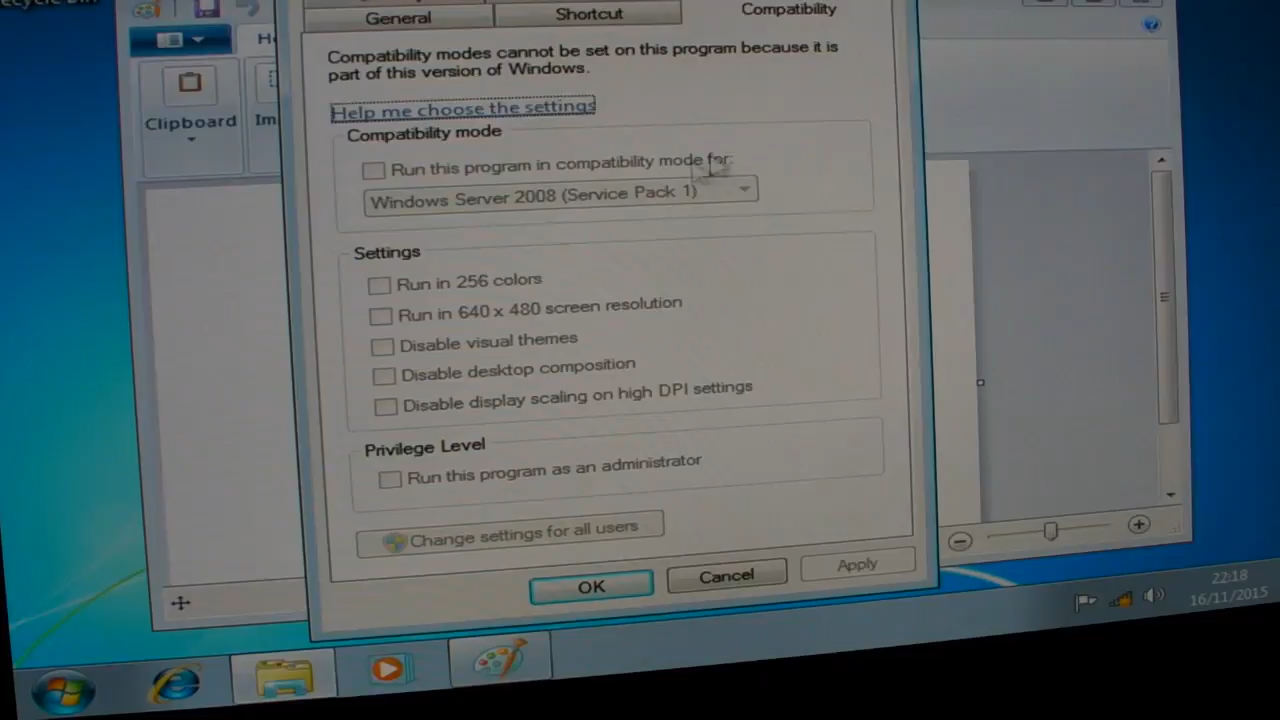 General
Shortcut
Compatibility
Compatibility modes cannot be set on this program because it is
part of this version of Windows.
Help me choose the settings
Clipboard
Compatibility mode
Run this program in compatibility mode for:
Windows Server 2008 (Service Pack 1)
Settings
Run in 256 colors
Run in 640 x 480 screen resolution
Disable visual themes
Disable desktop composition
Disable display scaling on high DPI settings
Privilege Level
Run this program as an administrator
Change settings for all users
OK
Cancel
Apply
22:18
16/11/2015